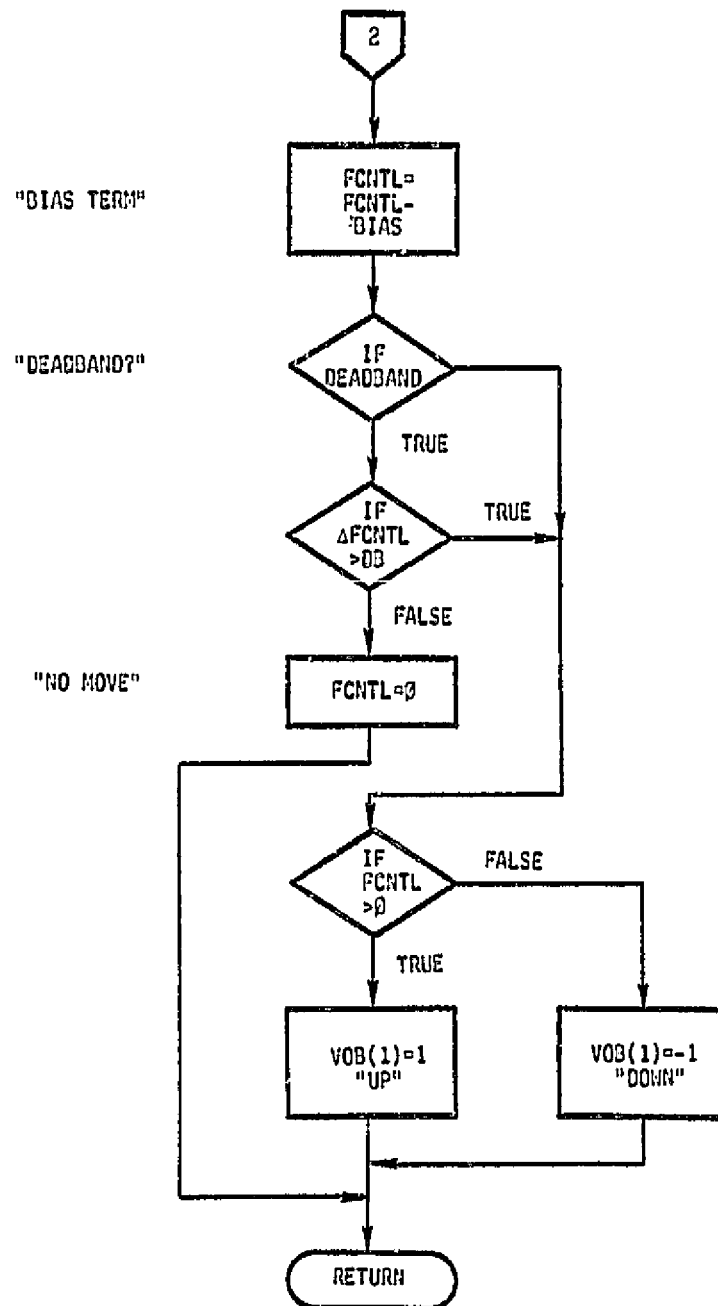 2
"BIAS TERM"
FCNTL=
FCNTL-
BIAS
"DEADBAND?"
IF
DEADBAND
TRUE
IF
ΔFCNTL
>DB
TRUE
FALSE
"NO MOVE"
FCNTL=0
IF
FCNTL
>0
FALSE
TRUE
VOB(1)=1
"UP"
VOB(1)=-1
"DOWN"
RETURN